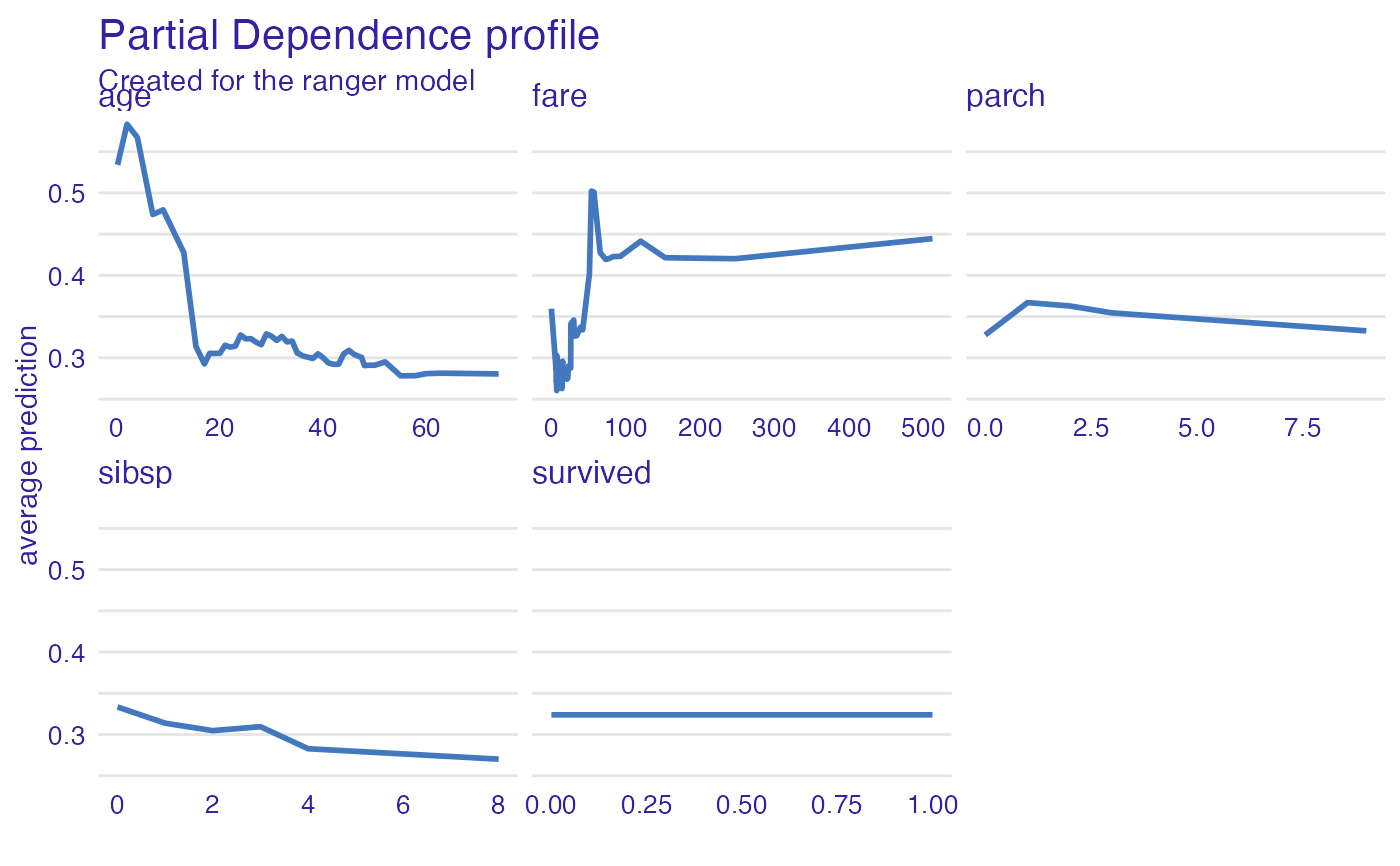 Partial Dependence profile
Created for the ranger model
age
fare
parch
0.5
0.4
0.3
0 20 40 60
0 100 200 300 400 500
0.0 2.5 5.0 7.5
average prediction
sibsp
survived
0.5
0.4
0.3
0 2 4 6 8
0.00 0.25 0.50 0.75 1.00